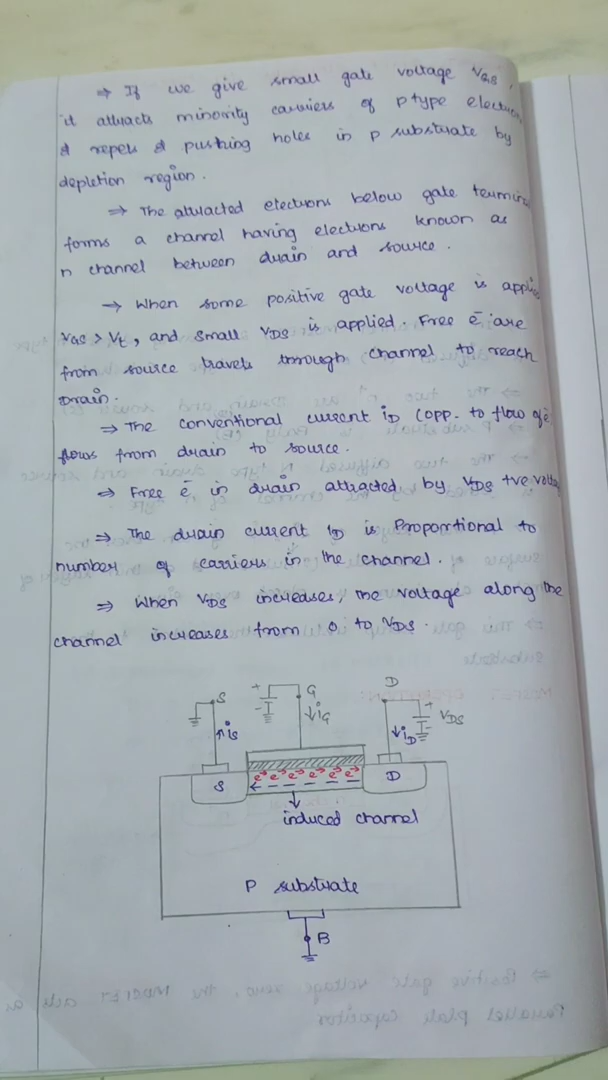 ⇒ If we give small gate voltage VGS,
it attracts minority carriers of p type electron
& repels & pushing holes in p substrate by
depletion region.
⇒ The attracted electrons below gate termina
forms a channel having electrons known as
n channel between drain and source.
→ When some positive gate voltage is applie
VGS > Vt, and small VDS is applied. Free ē are
from source travels through channel to reach
Drain.
⇒ The conventional current iD (opp. to flow of ē
flows from drain to source.
⇒ Free ē in drain attracted by VDS +ve volta
⇒ The drain current ID is Proportional to
number of carriers in the channel.
⇒ When VDS increases, the voltage along the
channel increases from 0 to VDS.
S + G D
- ↓iG + VDS
↑is ↓iD -
S e⁻ e⁻ e⁻ e⁻ e⁻ e⁻ D
induced channel
P substrate
B